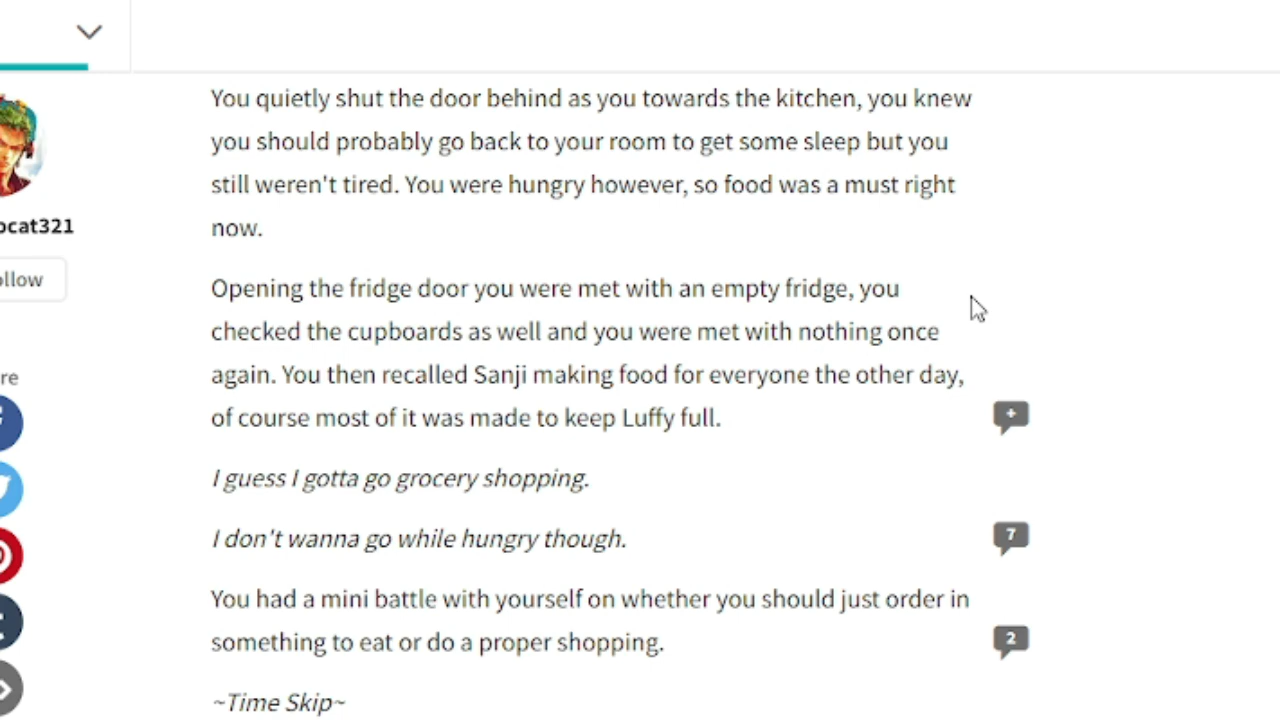 You quietly shut the door behind as you towards the kitchen, you knew
you should probably go back to your room to get some sleep but you
still weren't tired. You were hungry however, so food was a must right
ocat321
now.
ollow
Opening the fridge door you were met with an empty fridge, you
checked the cupboards as well and you were met with nothing once
re
again. You then recalled Sanji making food for everyone the other day,
of course most of it was made to keep Luffy full.
+
I guess I gotta go grocery shopping.
I don't wanna go while hungry though.
7
You had a mini battle with yourself on whether you should just order in
something to eat or do a proper shopping.
2
~Time Skip~